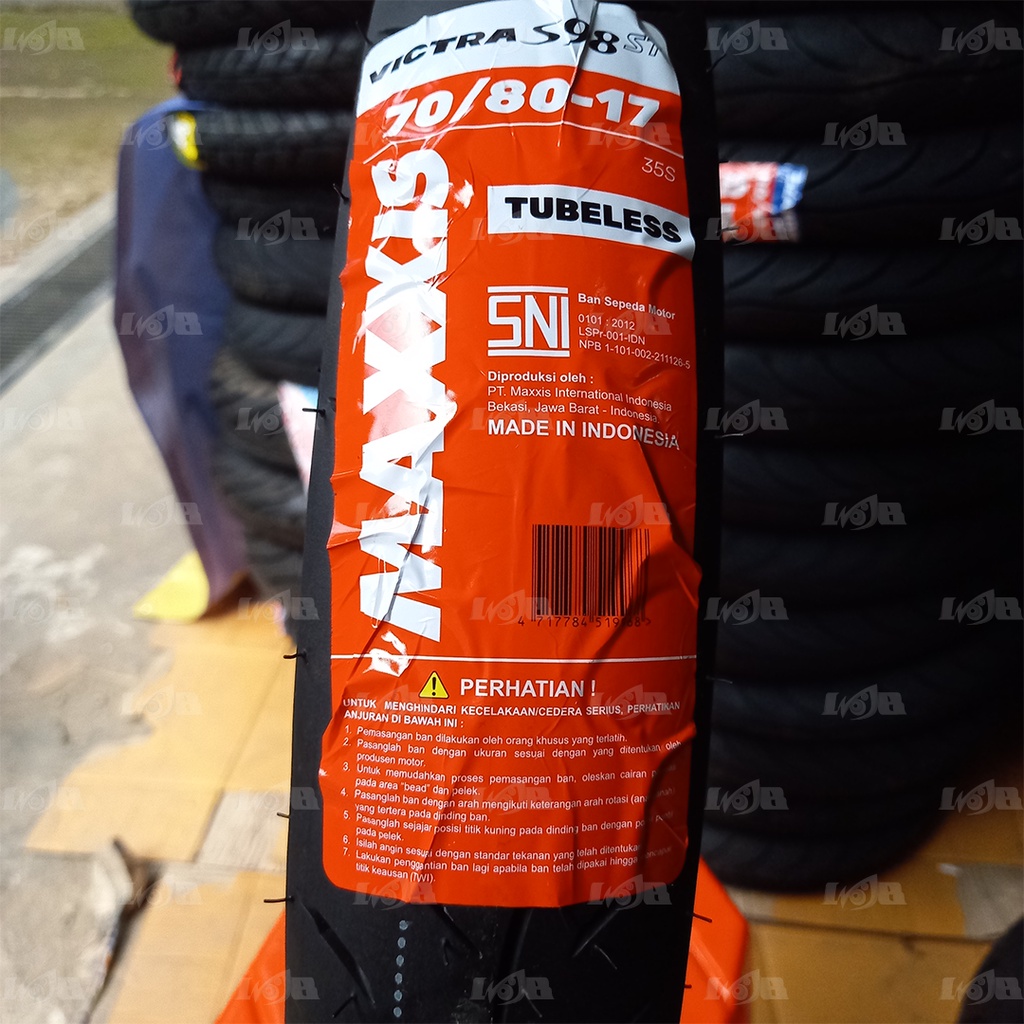 VICTRA S98 ST
70/80-17
35S
MAXXIS
TUBELESS
SNI
Ban Sepeda Motor
0101 : 2012
LSPr-001-IDN
NPB 1-101-002-211126-5
Diproduksi oleh :
PT. Maxxis International Indonesia
Bekasi, Jawa Barat - Indonesia
MADE IN INDONESIA
4 717784 519
PERHATIAN !
UNTUK MENGHINDARI KECELAKAAN/CEDERA SERIUS, PERHATIKAN
ANJURAN DI BAWAH INI :
1. Pemasangan ban dilakukan oleh orang khusus yang terlatih.
2. Pasanglah ban dengan ukuran sesuai dengan yang ditentukan oleh
produsen motor.
3. Untuk memudahkan proses pemasangan ban, oleskan cairan
pada area "bead" dan pelek.
4. Pasanglah ban dengan arah mengikuti keterangan arah rotasi
yang tertera pada dinding ban.
5. Pasanglah sejajar posisi titik kuning pada dinding ban dengan
pada pelek.
6. Isilah angin sesuai dengan standar tekanan yang telah ditentukan
7. Lakukan penggantian ban lagi apabila ban telah dipakai hingga
titik keausan (TWI).